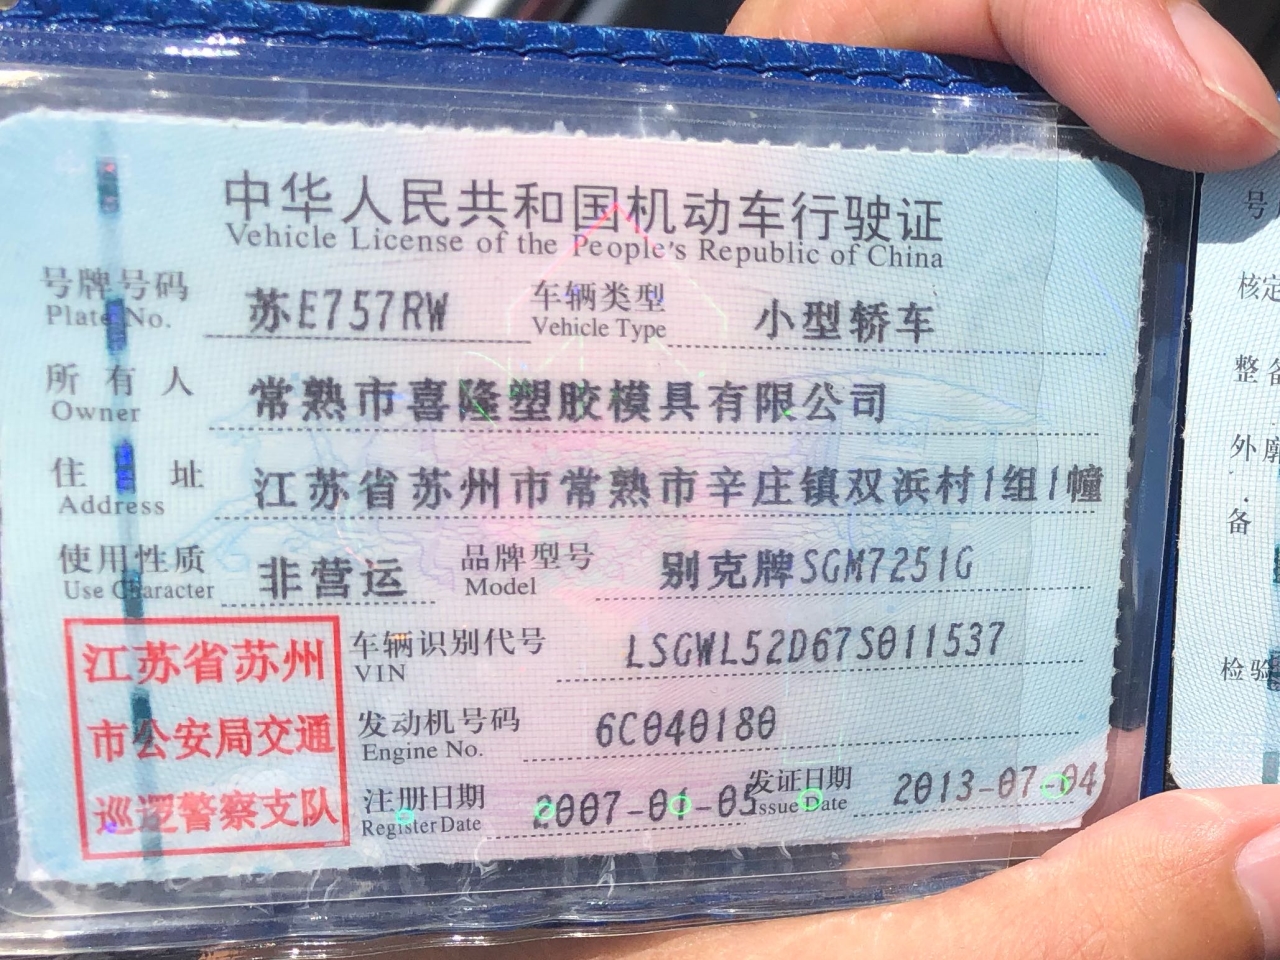 中华人民共和国机动车行驶证
Vehicle License of the People's Republic of China
号牌号码 苏E757RW 车辆类型 小型轿车
Plate No. Vehicle Type
所有人 常熟市喜隆塑胶模具有限公司
Owner
住址 江苏省苏州市常熟市辛庄镇双浜村1组1幢
Address
使用性质 非营运 品牌型号 别克牌SGM7251G
Use Character Model
江苏省苏州
市公安局交通
巡逻警察支队
车辆识别代号 LSGWL52D67S011537
VIN
发动机号码 6C040180
Engine No.
注册日期 发证日期 2013-07-04
Register Date Issue Date
号
核定
整备
外廓
备
检验